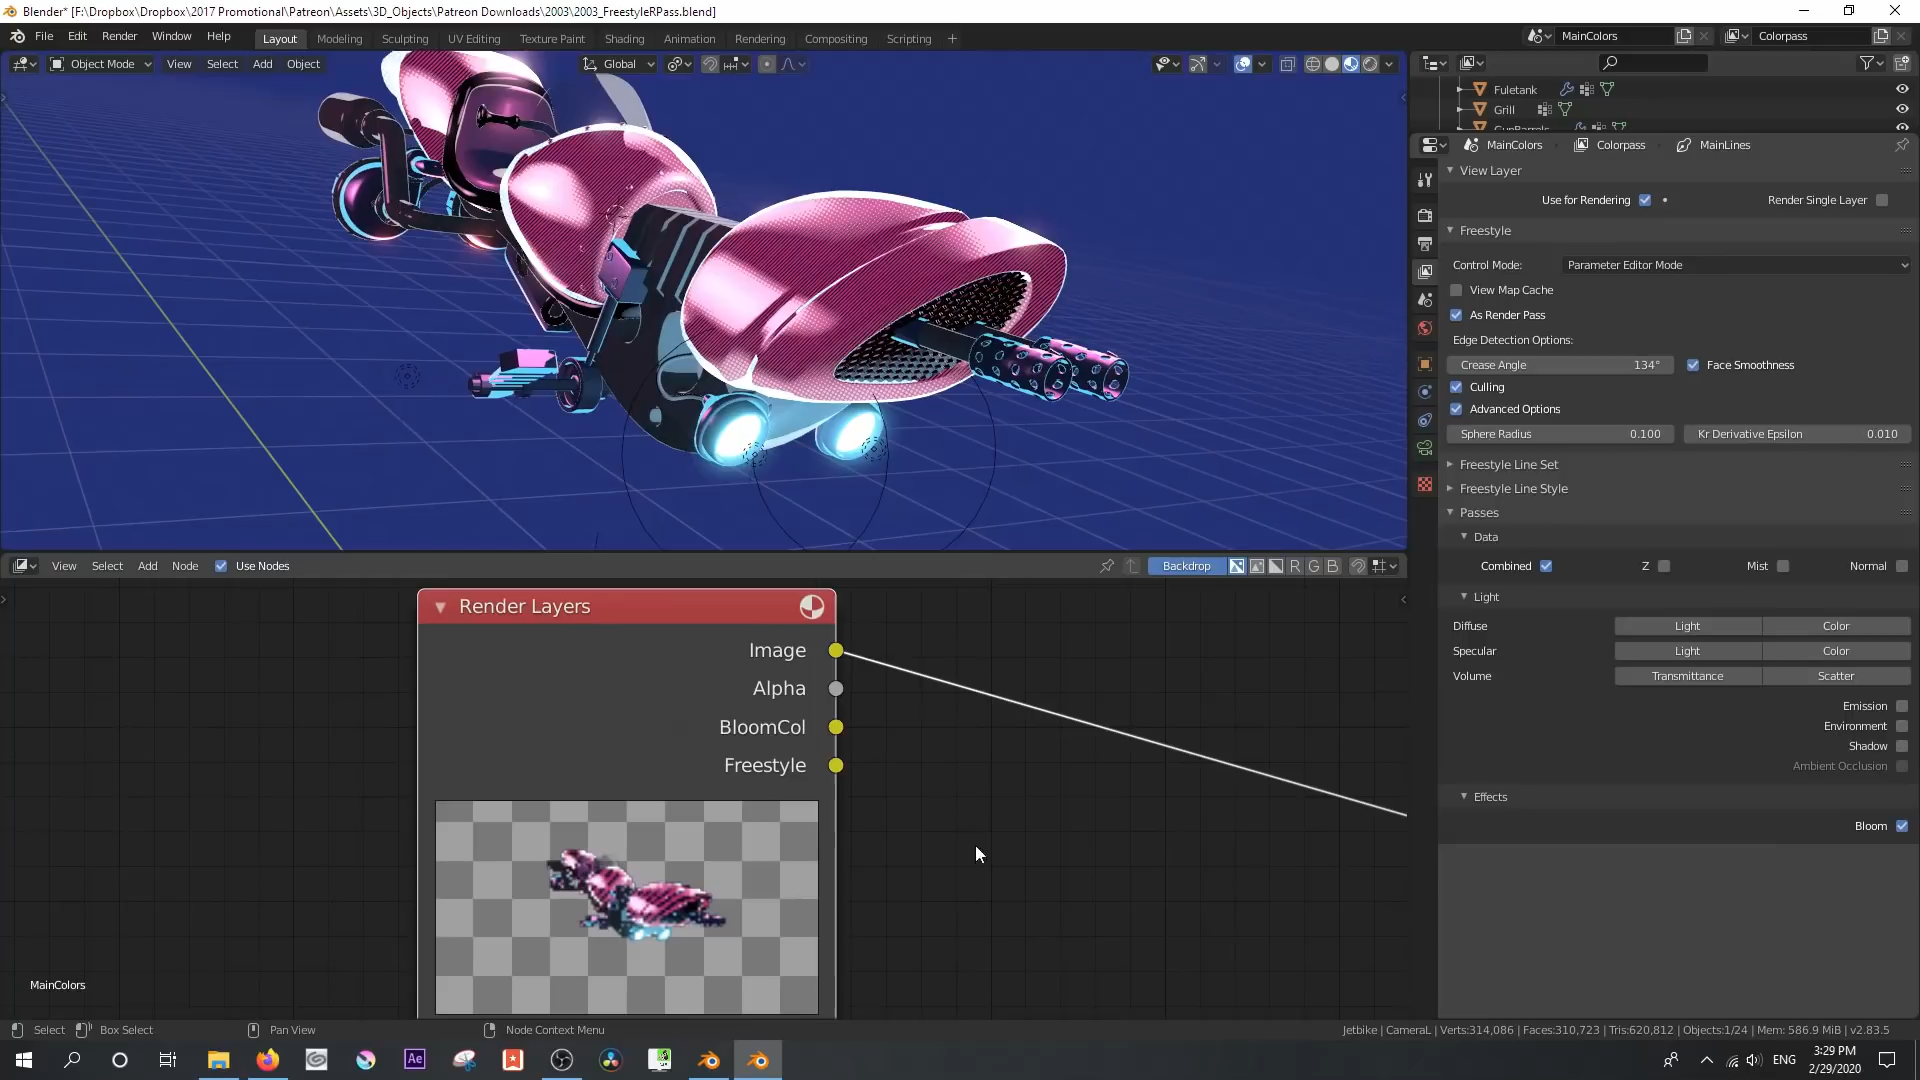 Blender* [F:\Dropbox\Dropbox\2017 Promotional\Patreon\Assets\3D_Objects\Patreon Downloads\2003\2003_FreestyleRPass.blend]
File Edit Render Window Help Layout Modeling Sculpting UV Editing Texture Paint Shading Animation Rendering Compositing Scripting + MainColors Colorpass
Object Mode View Select Add Object Global
Fuletank
Grill
GunBarrels
MainColors Colorpass MainLines
View Layer
Use for Rendering Render Single Layer
Freestyle
Control Mode: Parameter Editor Mode
View Map Cache
As Render Pass
Edge Detection Options:
Crease Angle 134° Face Smoothness
Culling
Advanced Options
Sphere Radius 0.100 Kr Derivative Epsilon 0.010
Freestyle Line Set
Freestyle Line Style
Passes
Data
Combined Z Mist Normal
Light
Diffuse Light Color
Specular Light Color
Volume Transmittance Scatter
Emission
Environment
Shadow
Ambient Occlusion
Effects
Bloom
View Select Add Node Use Nodes Backdrop R G B
Render Layers
Image
Alpha
BloomCol
Freestyle
MainColors
Select Box Select Pan View Node Context Menu Jetbike | CameraL | Verts:314,086 | Faces:310,723 | Tris:620,812 | Objects:1/24 | Mem: 586.9 MiB | v2.83.5
Ae ENG 3:29 PM
2/29/2020